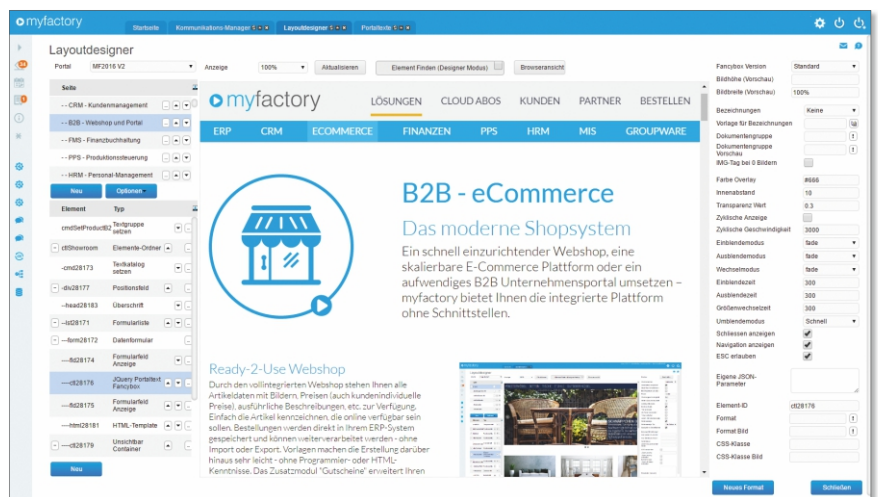 myfactory
Startseite Kommunikations-Manager Layoutdesigner Portaltexte
Layoutdesigner
Portal MF2016 V2
Anzeige 100% Aktualisieren Element Finden (Designer Modus) Browseransicht
Seite
- - CRM - Kundenmanagement
- - B2B - Webshop und Portal
- - FMS - Finanzbuchhaltung
- - PPS - Produktionssteuerung
- - HRM - Personal-Management
Neu Optionen
Element Typ
cmdSetProductB2 Textgruppe setzen
ctlShowroom Elemente-Ordner
-cmd28173 Textkatalog setzen
-div28177 Positionsfeld
--head28183 Überschrift
--lst28171 Formularliste
---form28172 Datenformular
----fld28174 Formularfeld Anzeige
----ctl28176 JQuery Portaltext Fancybox
----fld28175 Formularfeld Anzeige
----html28181 HTML-Template
----ctl28179 Unsichtbar Container
Neu
myfactory
LÖSUNGEN CLOUD ABOS KUNDEN PARTNER BESTELLEN
ERP CRM ECOMMERCE FINANZEN PPS HRM MIS GROUPWARE
B2B - eCommerce
Das moderne Shopsystem
Ein schnell einzurichtender Webshop, eine
skalierbare E-Commerce Plattform oder ein
aufwendiges B2B Unternehmensportal umsetzen –
myfactory bietet Ihnen die integrierte Plattform
ohne Schnittstellen.
Ready-2-Use Webshop
Durch den vollintegrierten Webshop stehen Ihnen alle
Artikeldaten mit Bildern, Preisen (auch kundenindividuelle
Preise), ausführliche Beschreibungen, etc. zur Verfügung.
Einfach die Artikel kennzeichnen, die online verfügbar sein
sollen. Bestellungen werden direkt in Ihrem ERP-System
gespeichert und können weiterverarbeitet werden - ohne
Import oder Export. Vorlagen machen die Erstellung darüber
hinaus sehr leicht - ohne Programmier- oder HTML-
Kenntnisse. Das Zusatzmodul "Gutscheine" erweitert Ihren
Fancybox Version Standard
Bildhöhe (Vorschau)
Bildbreite (Vorschau) 100%
Bezeichnungen Keine
Vorlage für Bezeichnungen
Dokumentengruppe
Dokumentengruppe Vorschau
IMG-Tag bei 0 Bildern
Farbe Overlay #666
Innenabstand 10
Transparenz Wert 0.3
Zyklische Anzeige
Zyklische Geschwindigkeit 3000
Einblendemodus fade
Ausblendemodus fade
Wechselmodus fade
Einblendezeit 300
Ausblendezeit 300
Größenwechselzeit 300
Umblendemodus Schnell
Schliessen anzeigen
Navigation anzeigen
ESC erlauben
Eigene JSON-Parameter
Element-ID ctl28176
Format
Format Bild
CSS-Klasse
CSS-Klasse Bild
Neues Format Schließen